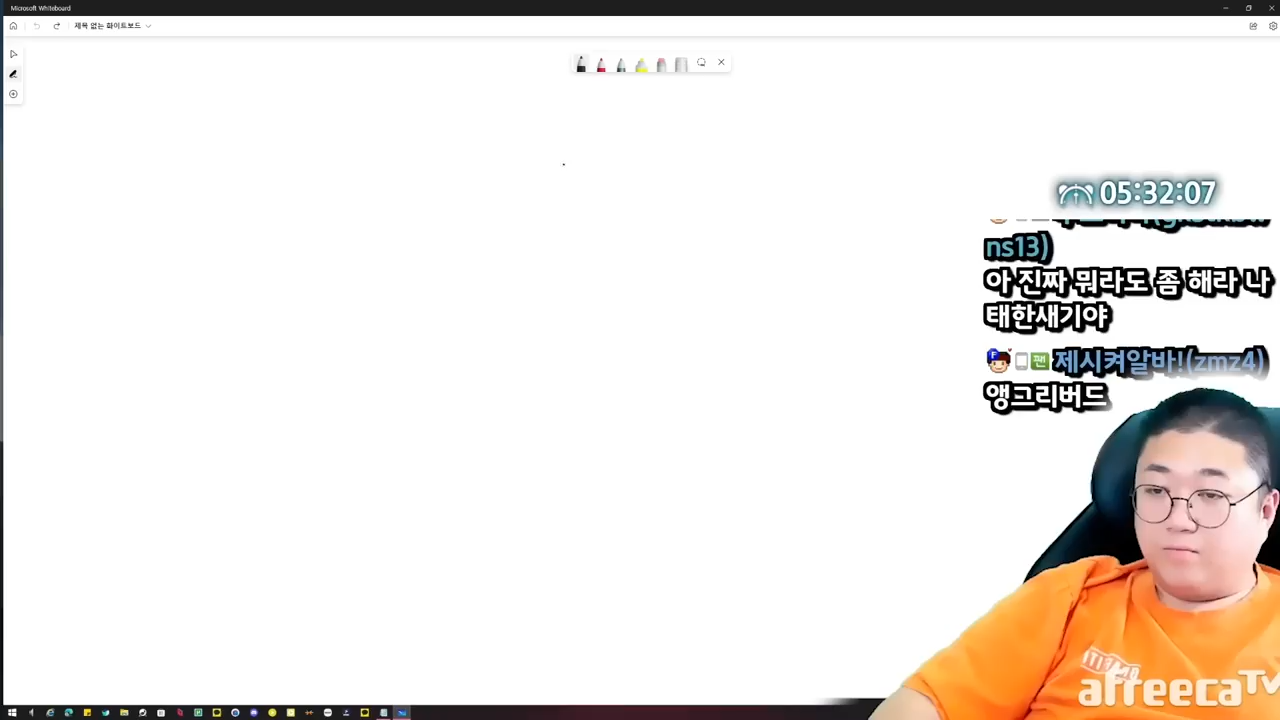 Microsoft Whiteboard
제목 없는 화이트보드
05:32:07
ns13)
아 진짜 뭐라도 좀 해라 나
태한새기야
F 팬 제시켜알바!(zmz4)
앵그리버드
afreecaTV